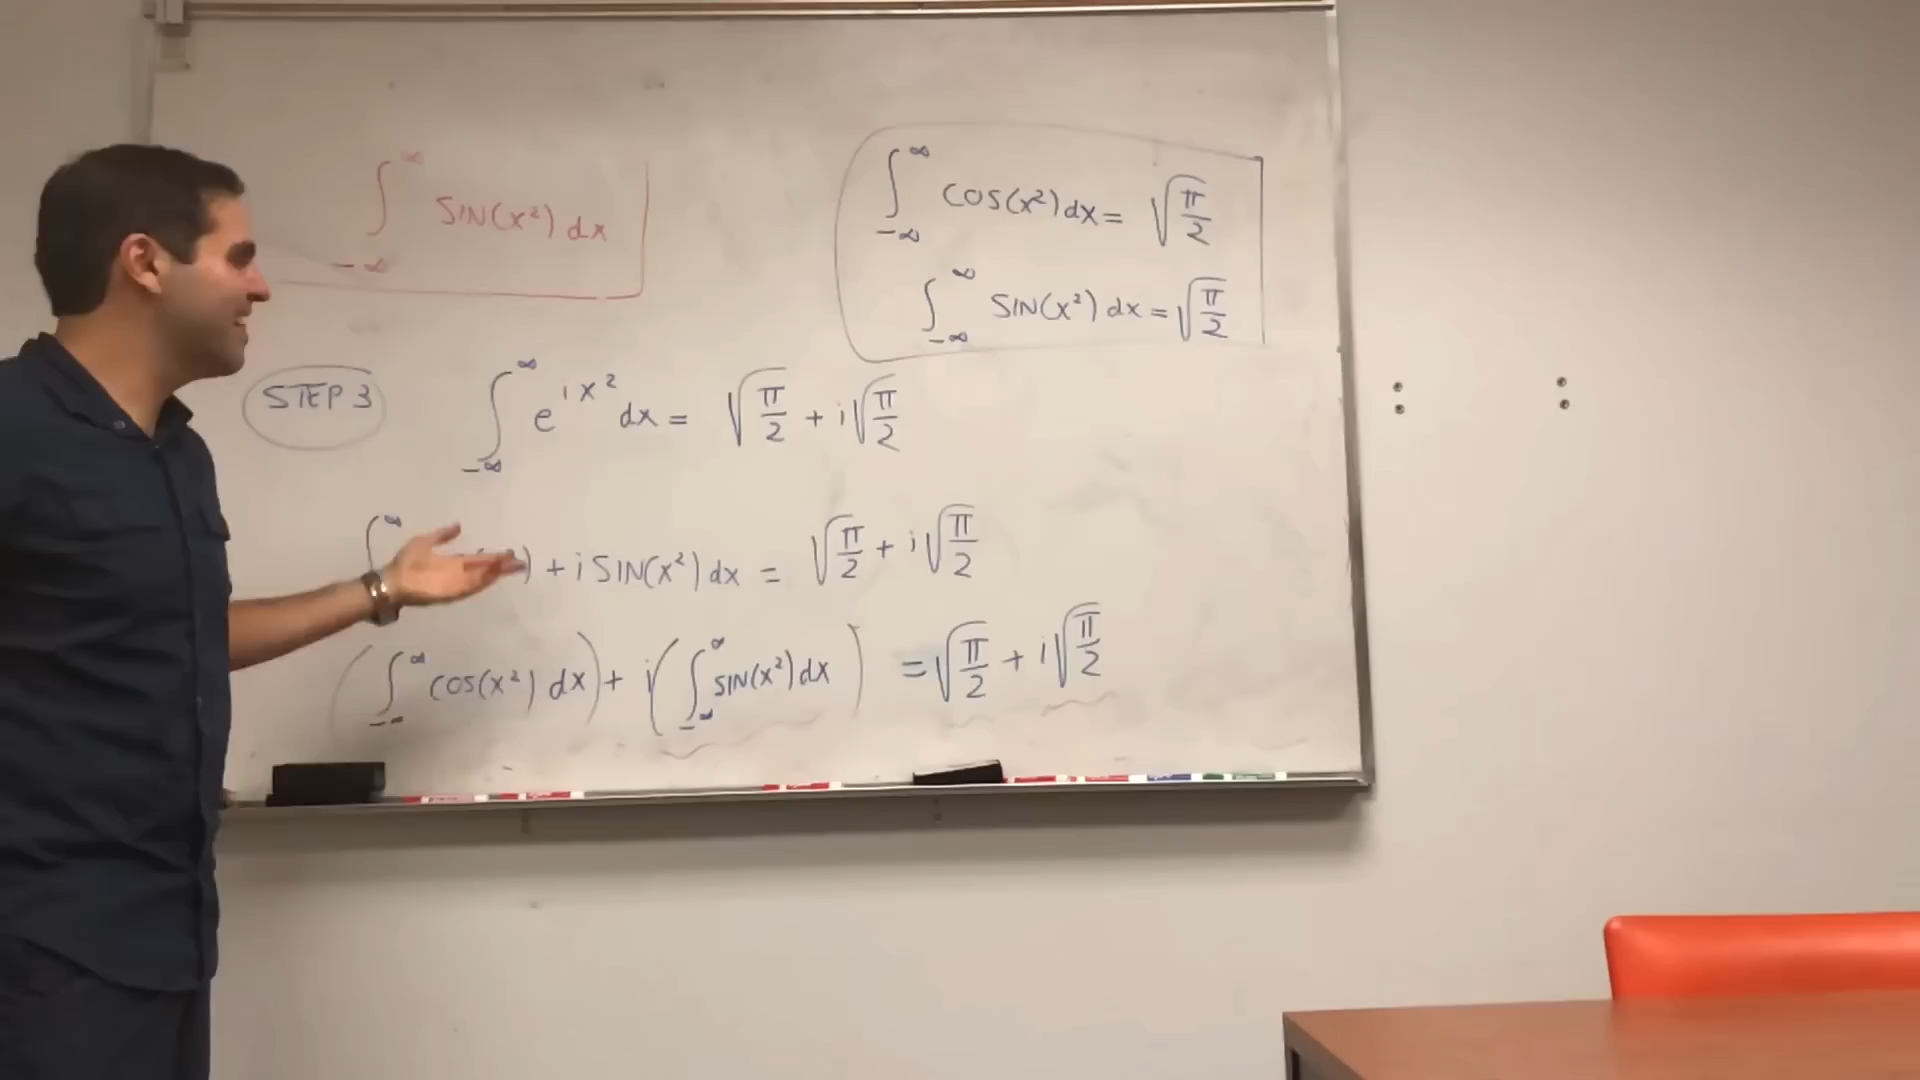 ∫_{-∞}^{∞} SIN(x²) dx
∫_{-∞}^{∞} COS(x²) dx = √(π/2)
∫_{-∞}^{∞} SIN(x²) dx = √(π/2)
STEP 3
∫_{-∞}^{∞} e^{ix²} dx = √(π/2) + i√(π/2)
∫^{∞} ) + i SIN(x²) dx = √(π/2) + i√(π/2)
(∫_{-∞}^{∞} COS(x²) dx) + i(∫_{-∞}^{∞} SIN(x²) dx) = √(π/2) + i√(π/2)